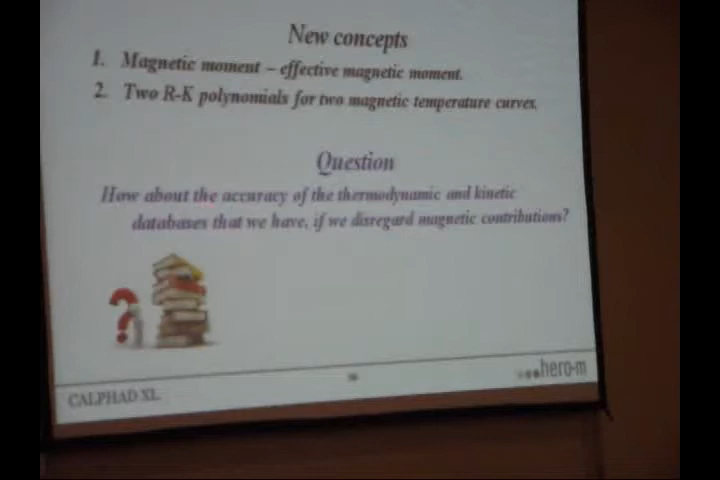 New concepts
1. Magnetic moment – effective magnetic moment.
2. Two R-K polynomials for two magnetic temperature curves.
Question
How about the accuracy of the thermodynamic and kinetic
databases that we have, if we disregard magnetic contributions?
CALPHAD XL
hero-m